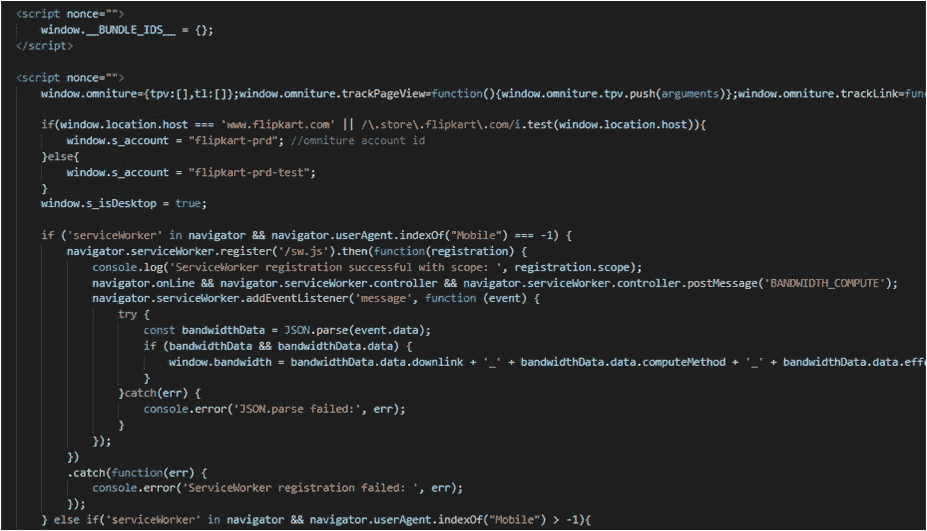 <script nonce="">
window.__BUNDLE_IDS__ = {};
</script>
<script nonce="">
window.omniture={tpv:[],tl:[]};window.omniture.trackPageView=function(){window.omniture.tpv.push(arguments)};window.omniture.trackLink=func
if(window.location.host === 'www.flipkart.com' || /\.store\.flipkart\.com/i.test(window.location.host)){
window.s_account = "flipkart-prd"; //omniture account id
}else{
window.s_account = "flipkart-prd-test";
}
window.s_isDesktop = true;
if ('serviceWorker' in navigator && navigator.userAgent.indexOf("Mobile") === -1) {
navigator.serviceWorker.register('/sw.js').then(function(registration) {
console.log('ServiceWorker registration successful with scope: ', registration.scope);
navigator.onLine && navigator.serviceWorker.controller && navigator.serviceWorker.controller.postMessage('BANDWIDTH_COMPUTE');
navigator.serviceWorker.addEventListener('message', function (event) {
try {
const bandwidthData = JSON.parse(event.data);
if (bandwidthData && bandwidthData.data) {
window.bandwidth = bandwidthData.data.downlink + '_' + bandwidthData.data.computeMethod + '_' + bandwidthData.data.effe
}
}catch(err) {
console.error('JSON.parse failed:', err);
}
});
})
.catch(function(err) {
console.error('ServiceWorker registration failed: ', err);
});
} else if('serviceWorker' in navigator && navigator.userAgent.indexOf("Mobile") > -1){